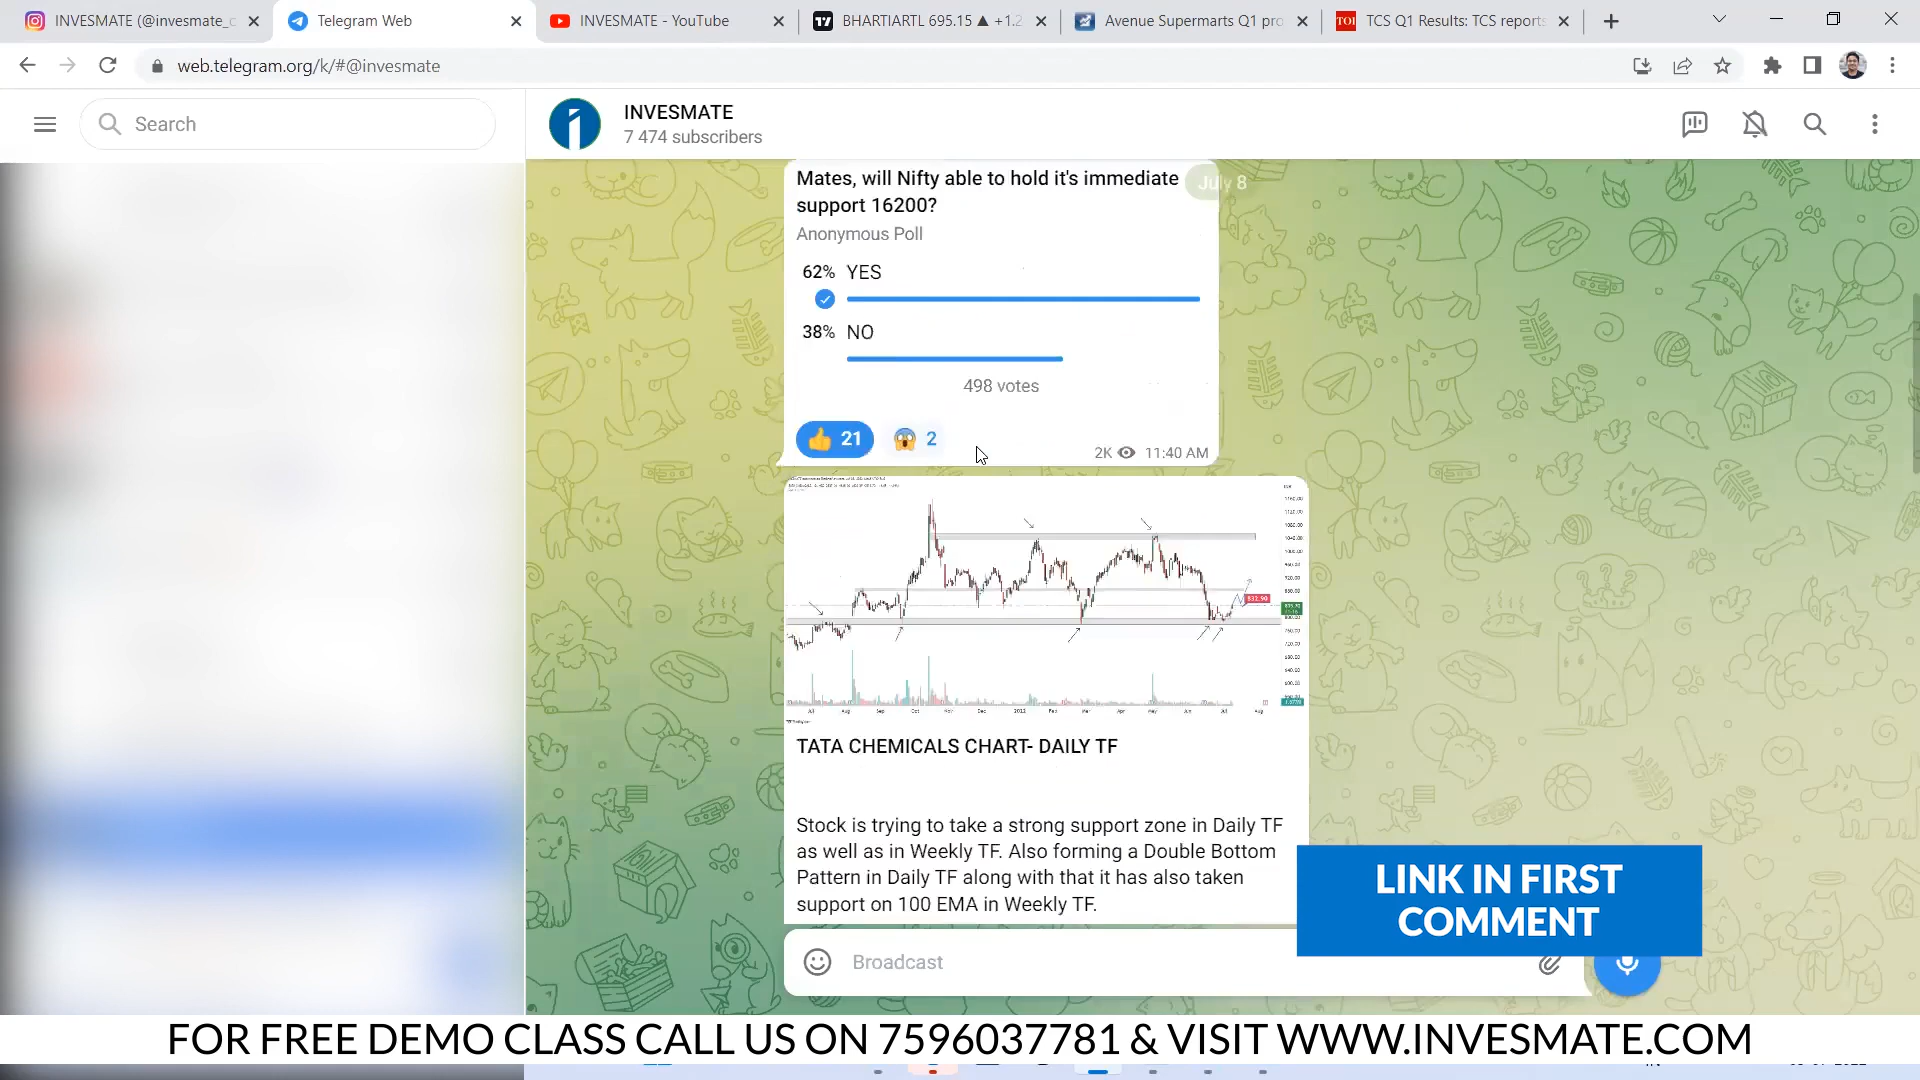 INVESMATE (@invesmate_c
Telegram Web
INVESMATE - YouTube
BHARTIARTL 695.15 ▲ +1.2
Avenue Supermarts Q1 pro
TOI
TCS Q1 Results: TCS reports
web.telegram.org/k/#@invesmate
Search
INVESMATE
7 474 subscribers
July 8
Mates, will Nifty able to hold it's immediate
support 16200?
Anonymous Poll
62% YES
38% NO
498 votes
👍 21 😱 2
2K 11:40 AM
832.90
TATA CHEMICALS CHART- DAILY TF
Stock is trying to take a strong support zone in Daily TF
as well as in Weekly TF. Also forming a Double Bottom
Pattern in Daily TF along with that it has also taken
support on 100 EMA in Weekly TF.
LINK IN FIRST
COMMENT
Broadcast
FOR FREE DEMO CLASS CALL US ON 7596037781 & VISIT WWW.INVESMATE.COM